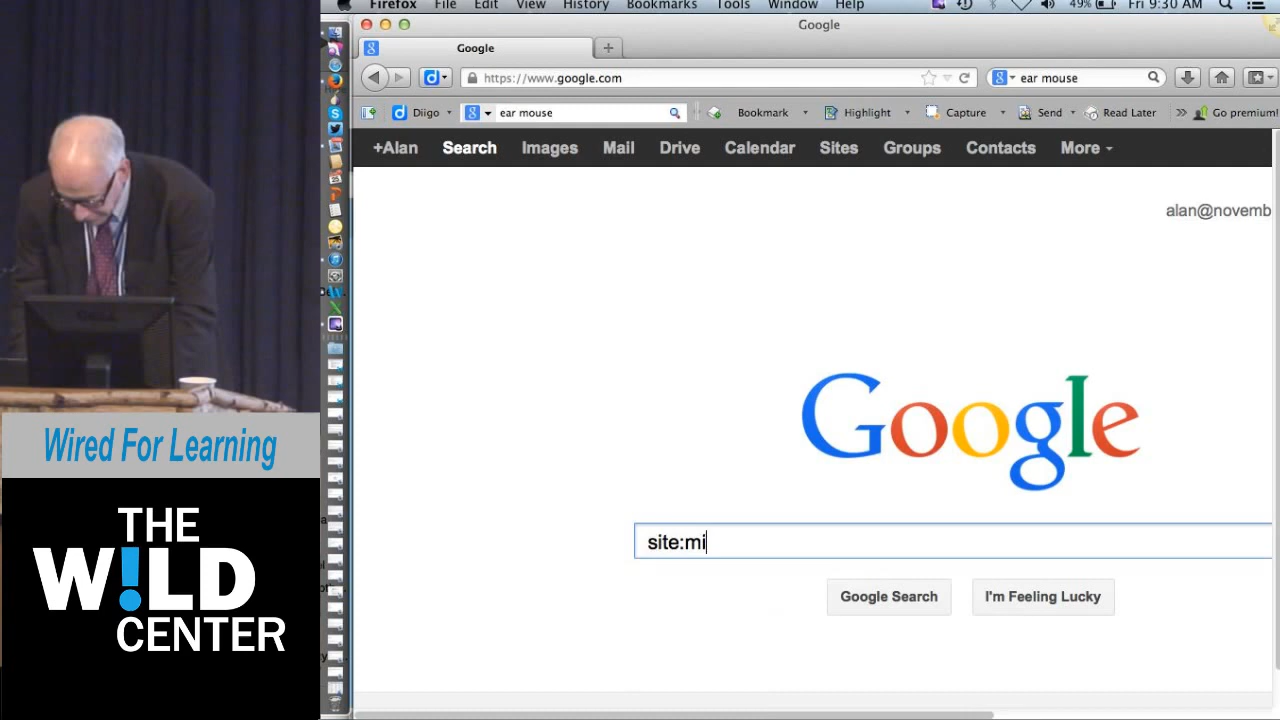 Firefox File Edit View History Bookmarks Tools Window Help 49% Fri 9:30 AM
Google
Google
https://www.google.com
ear mouse
Diigo
ear mouse
Bookmark Highlight Capture Send Read Later Go premium!
+Alan Search Images Mail Drive Calendar Sites Groups Contacts More
alan@novemb
Google
site:mi
Google Search I'm Feeling Lucky
Wired For Learning
THE
W!LD
CENTER